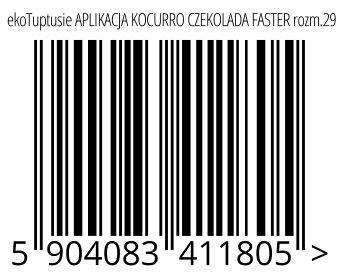 ekoTuptusie APLIKACJA KOCURRO CZEKOLADA FASTER rozm.29
5 904083 411805 >